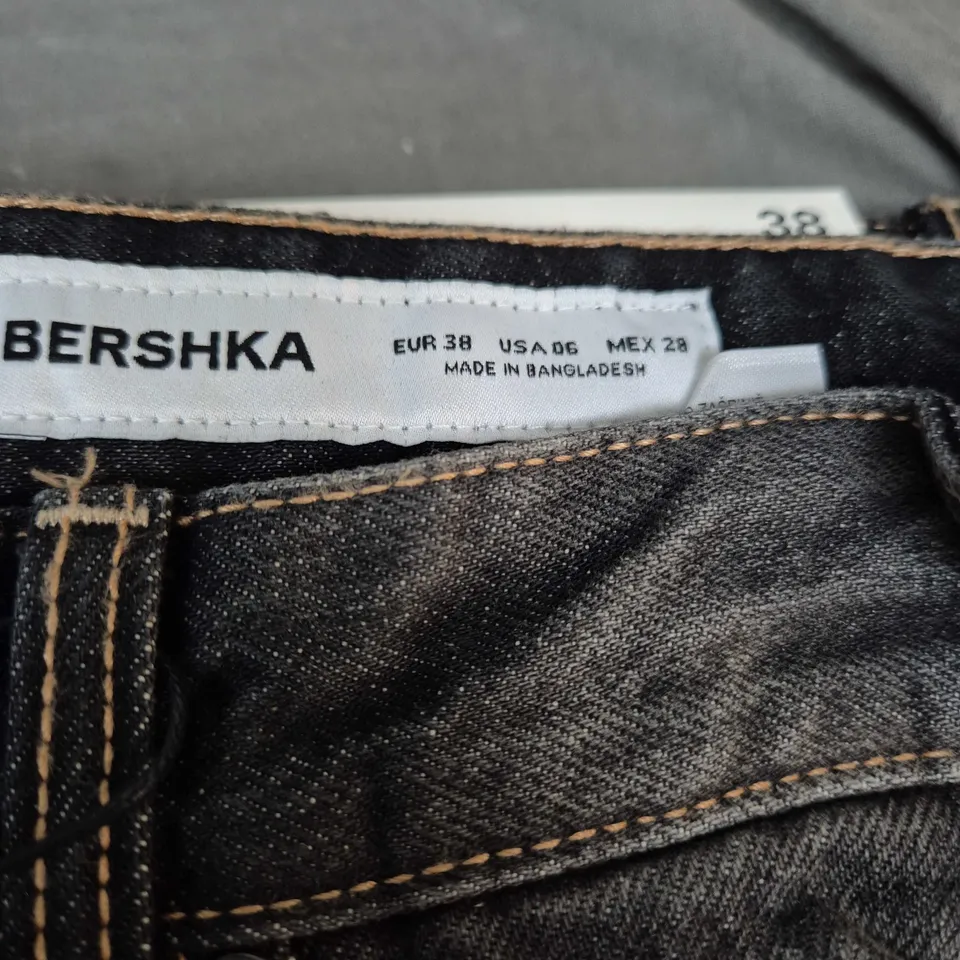 38
BERSHKA
EUR 38 USA 06 MEX 28
MADE IN BANGLADESH